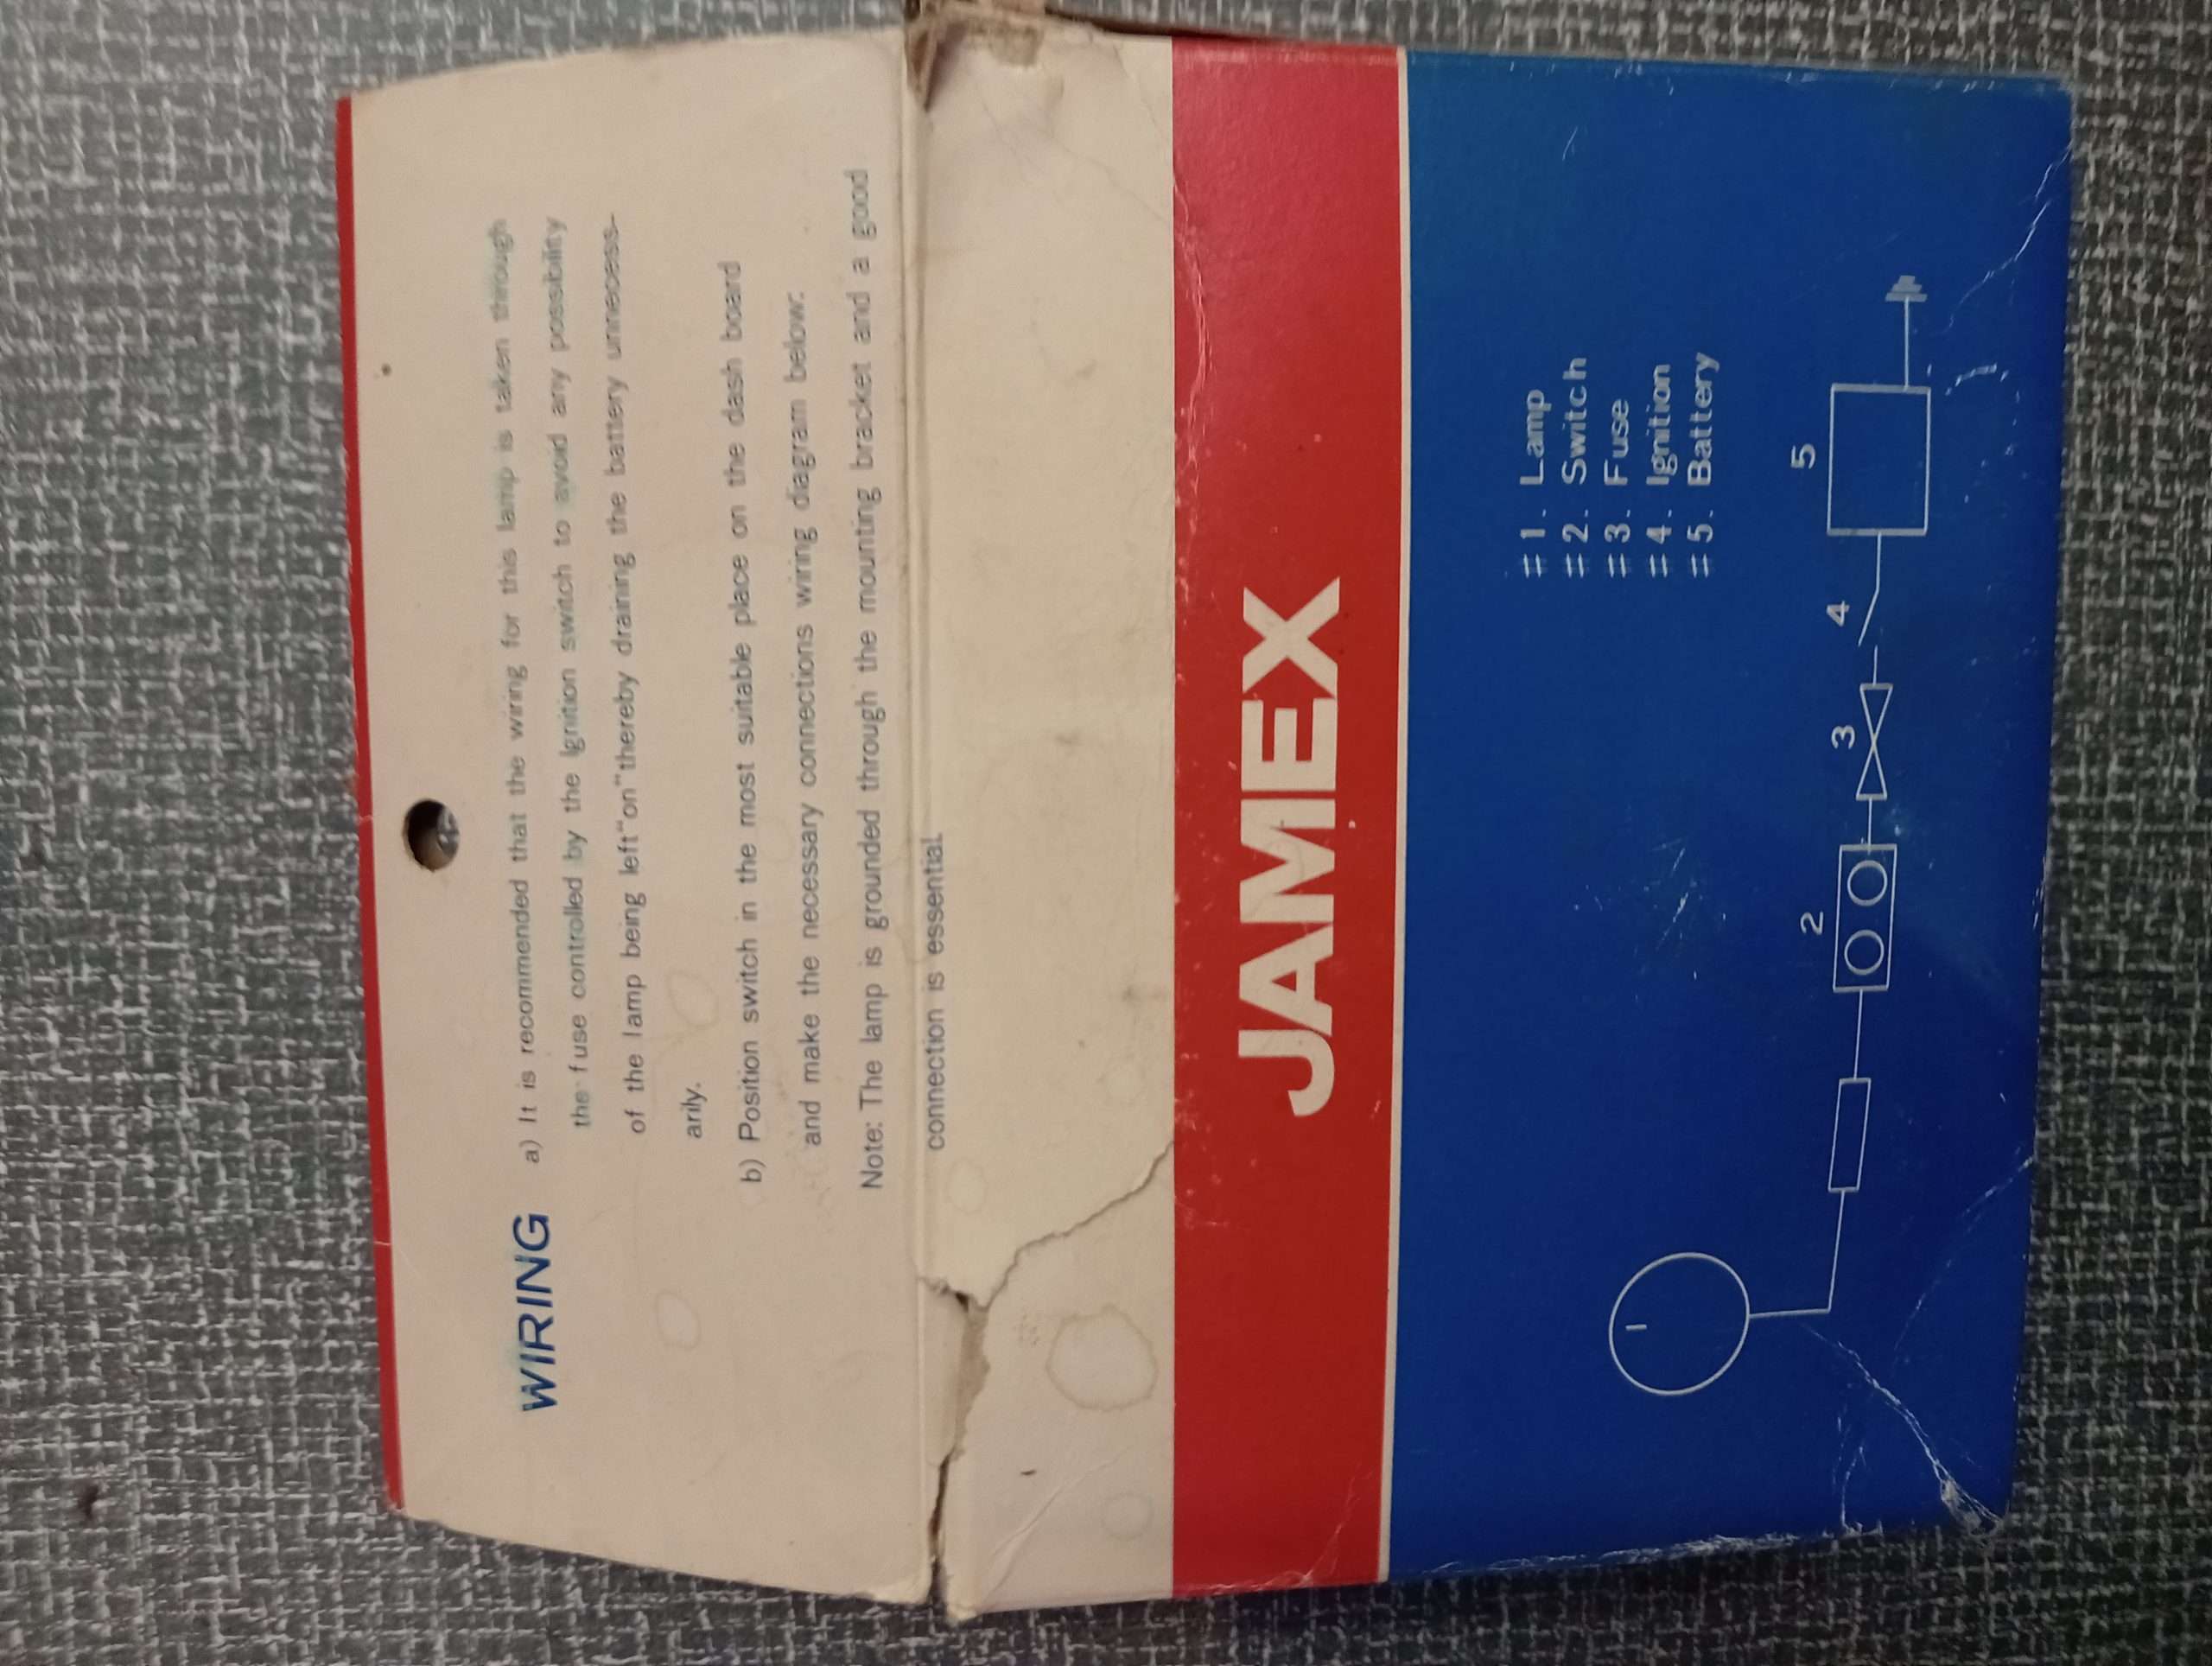 WIRING a) It is recommended that the wiring for this lamp is taken through
the fuse controlled by the Ignition switch to avoid any possibility
of the lamp being left "on" thereby draining the battery unnecess-
arily.
b) Position switch in the most suitable place on the dash board
and make the necessary connections wiring diagram below:
Note: The lamp is grounded through the mounting bracket and a good
connection is essential.
JAMEX
#1. Lamp
#2. Switch
#3. Fuse
#4. Ignition
#5. Battery
1
2
3
4
5